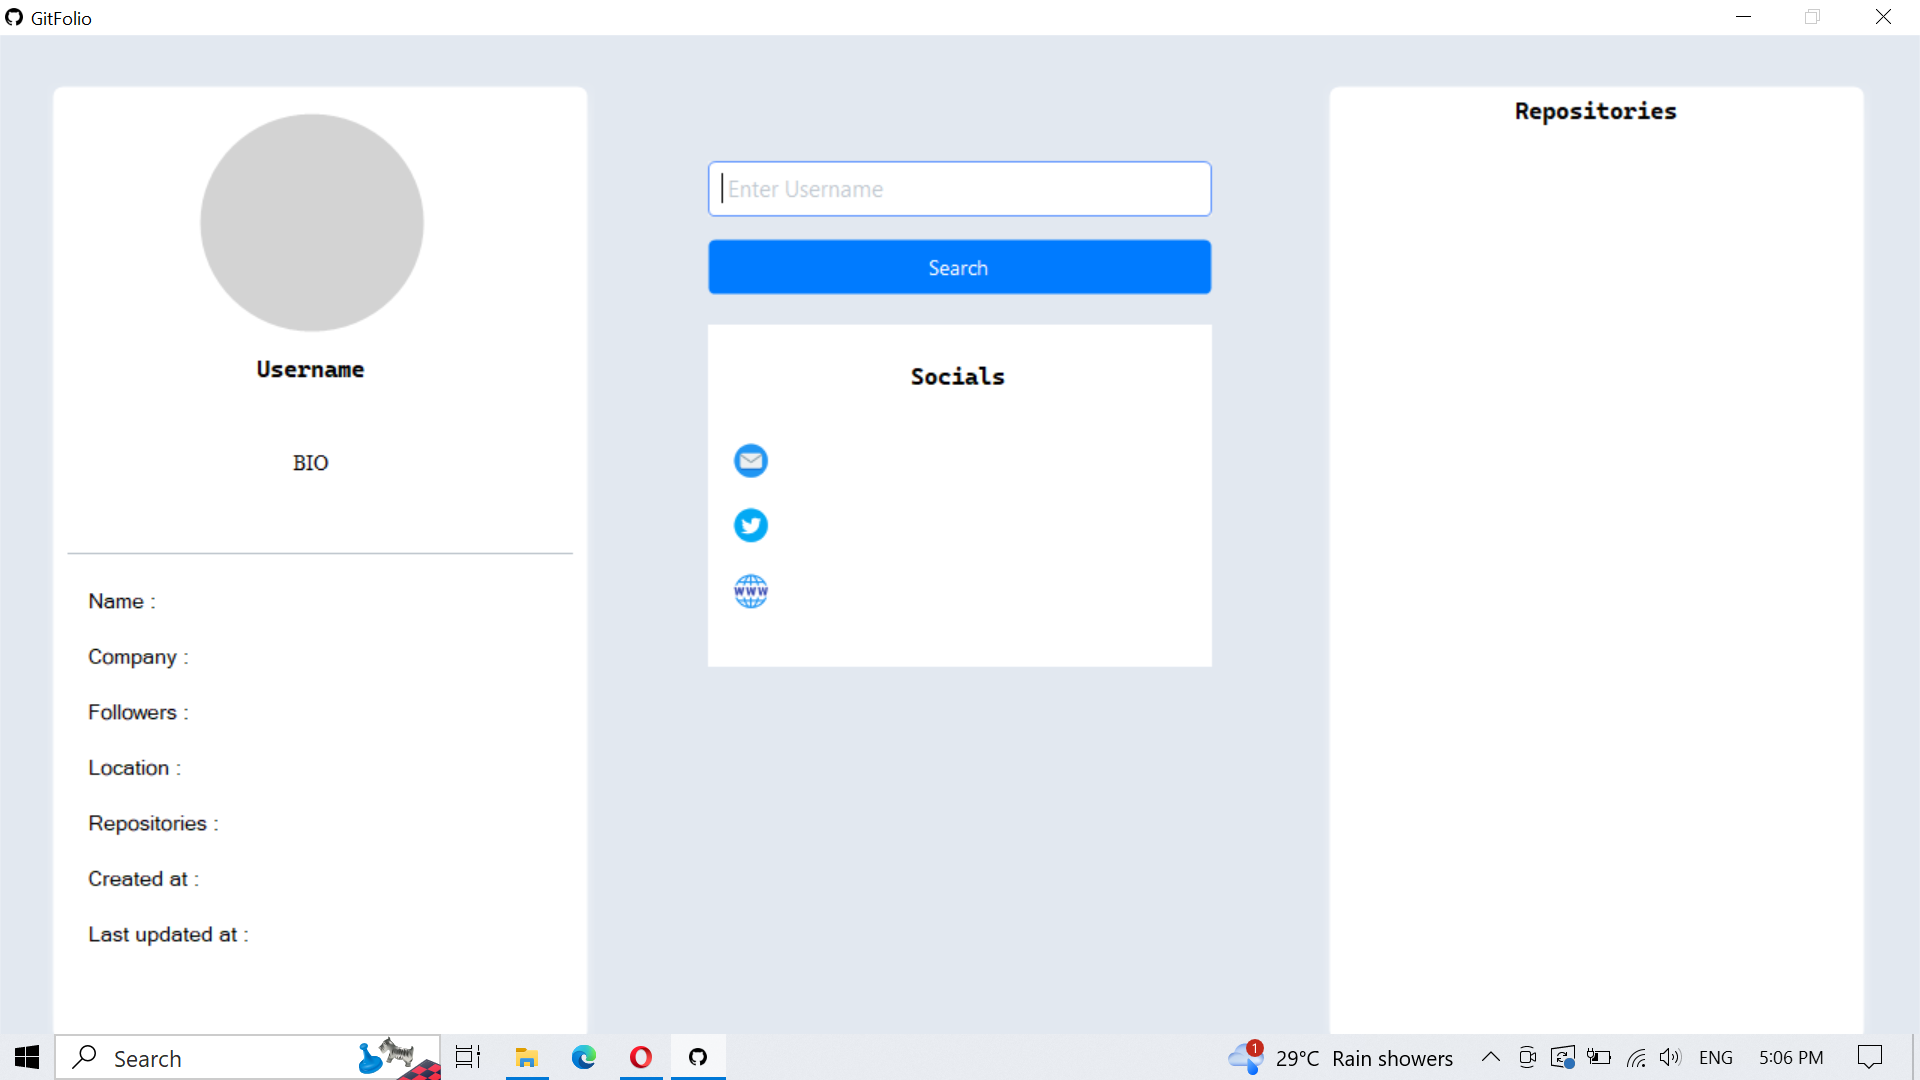 GitFolio
Username
BIO
Name :
Company :
Followers :
Location :
Repositories :
Created at :
Last updated at :
Enter Username
Search
Socials
WWW
Repositories
Search
1
29°C Rain showers
ENG
5:06 PM